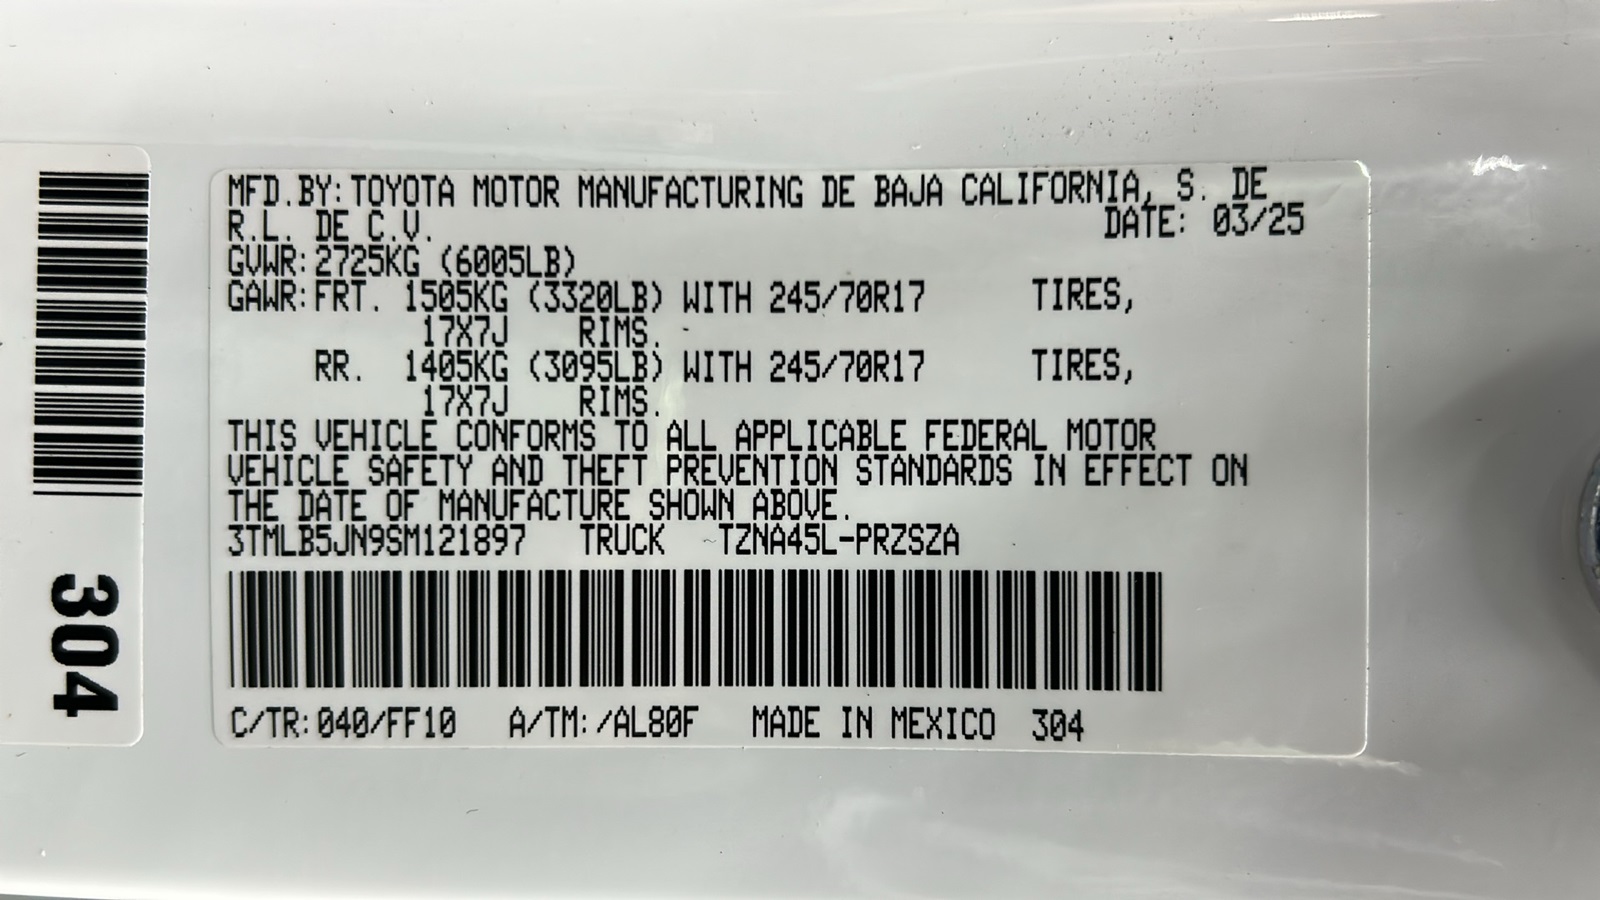 MFD.BY:TOYOTA MOTOR MANUFACTURING DE BAJA CALIFORNIA, S. DE
R.L. DE C.V. DATE: 03/25
GVWR:2725KG (6005LB)
GAWR:FRT. 1505KG (3320LB) WITH 245/70R17 TIRES,
17X7J RIMS.
RR. 1405KG (3095LB) WITH 245/70R17 TIRES,
17X7J RIMS.
THIS VEHICLE CONFORMS TO ALL APPLICABLE FEDERAL MOTOR
VEHICLE SAFETY AND THEFT PREVENTION STANDARDS IN EFFECT ON
THE DATE OF MANUFACTURE SHOWN ABOVE.
3TMLB5JN9SM121897 TRUCK TZNA45L-PRZSZA
C/TR:040/FF10 A/TM:/AL80F MADE IN MEXICO 304
304